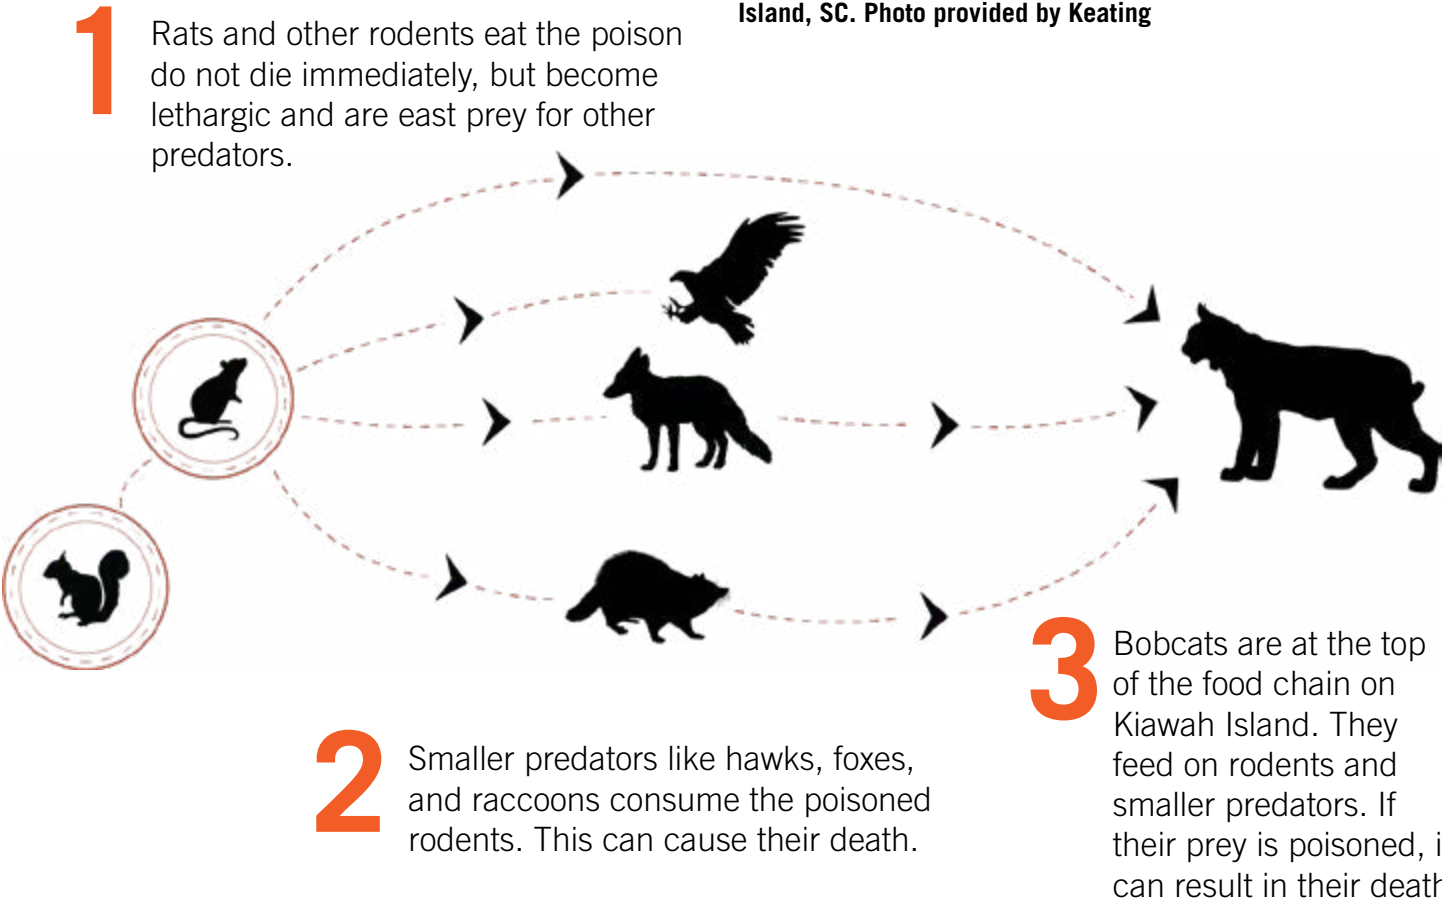 Island, SC. Photo provided by Keating
1
Rats and other rodents eat the poison
do not die immediately, but become
lethargic and are east prey for other
predators.
2
Smaller predators like hawks, foxes,
and raccoons consume the poisoned
rodents. This can cause their death.
3
Bobcats are at the top
of the food chain on
Kiawah Island. They
feed on rodents and
smaller predators. If
their prey is poisoned, i
can result in their death